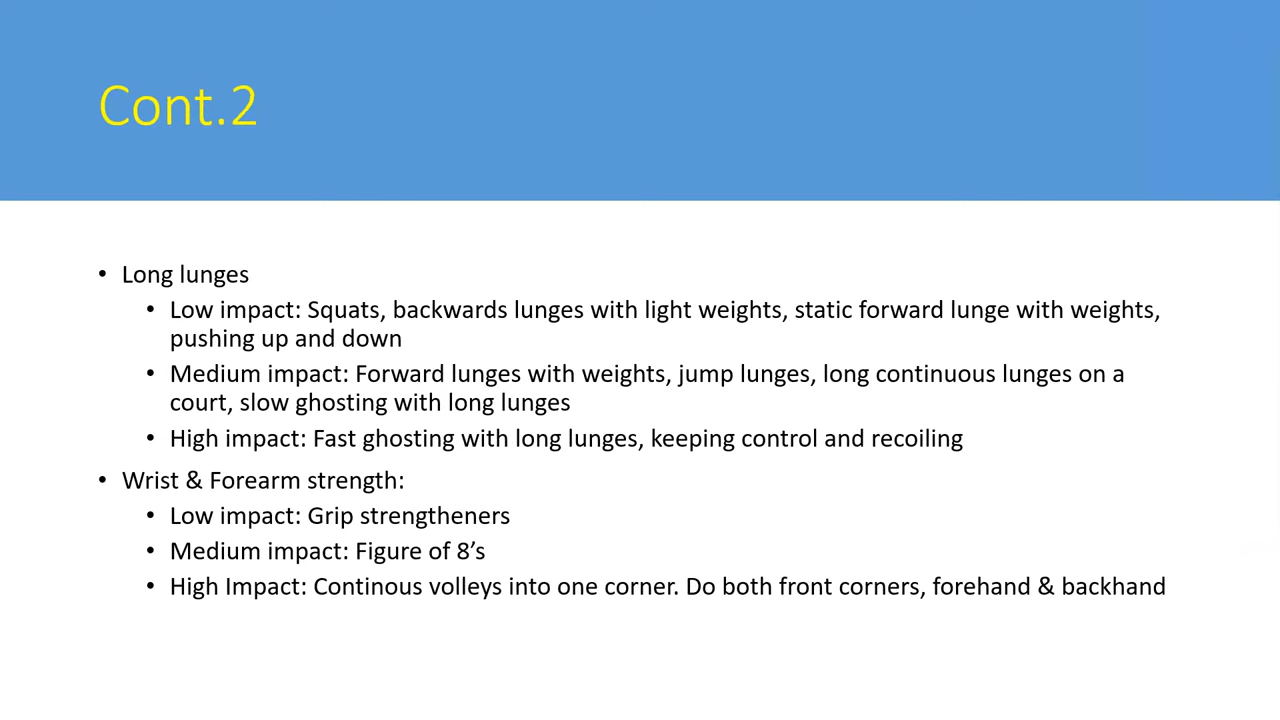 Cont.2
• Long lunges
• Low impact: Squats, backwards lunges with light weights, static forward lunge with weights,
pushing up and down
• Medium impact: Forward lunges with weights, jump lunges, long continuous lunges on a
court, slow ghosting with long lunges
• High impact: Fast ghosting with long lunges, keeping control and recoiling
• Wrist & Forearm strength:
• Low impact: Grip strengtheners
• Medium impact: Figure of 8’s
• High Impact: Continous volleys into one corner. Do both front corners, forehand & backhand